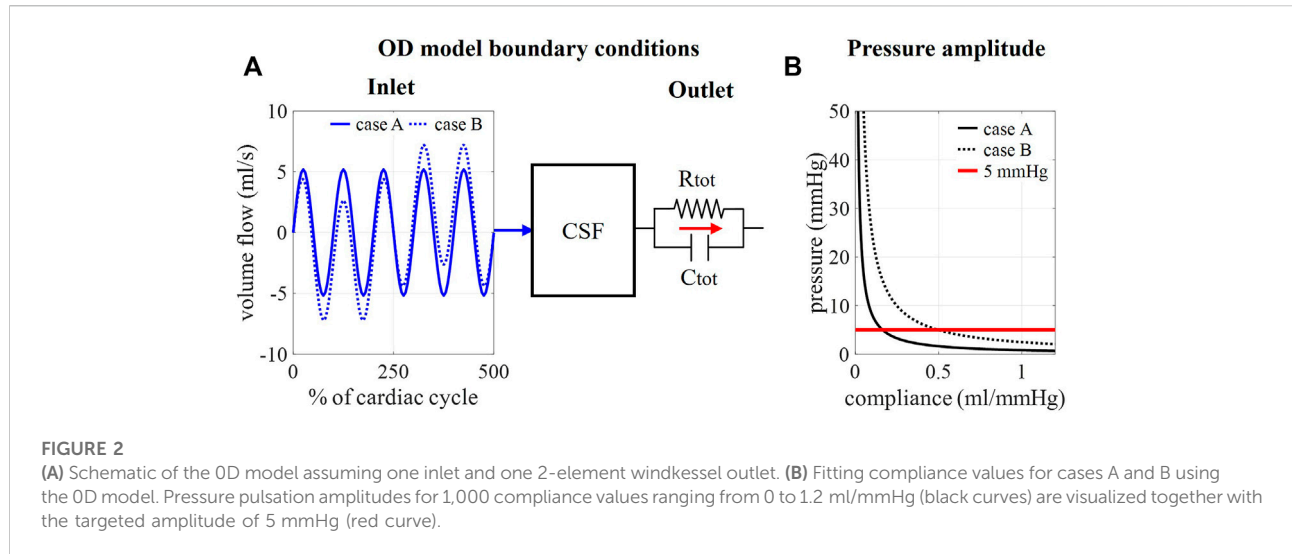 OD model boundary conditions
Pressure amplitude
A
B
Inlet
Outlet
case A
case B
10
5
0
-5
-10
volume flow (ml/s)
0
250
500
% of cardiac cycle
CSF
Rtot
Ctot
case A
case B
5 mmHg
50
40
30
20
10
0
pressure (mmHg)
0
0.5
1
compliance (ml/mmHg)
FIGURE 2
(A) Schematic of the 0D model assuming one inlet and one 2-element windkessel outlet. (B) Fitting compliance values for cases A and B using
the 0D model. Pressure pulsation amplitudes for 1,000 compliance values ranging from 0 to 1.2 ml/mmHg (black curves) are visualized together with
the targeted amplitude of 5 mmHg (red curve).